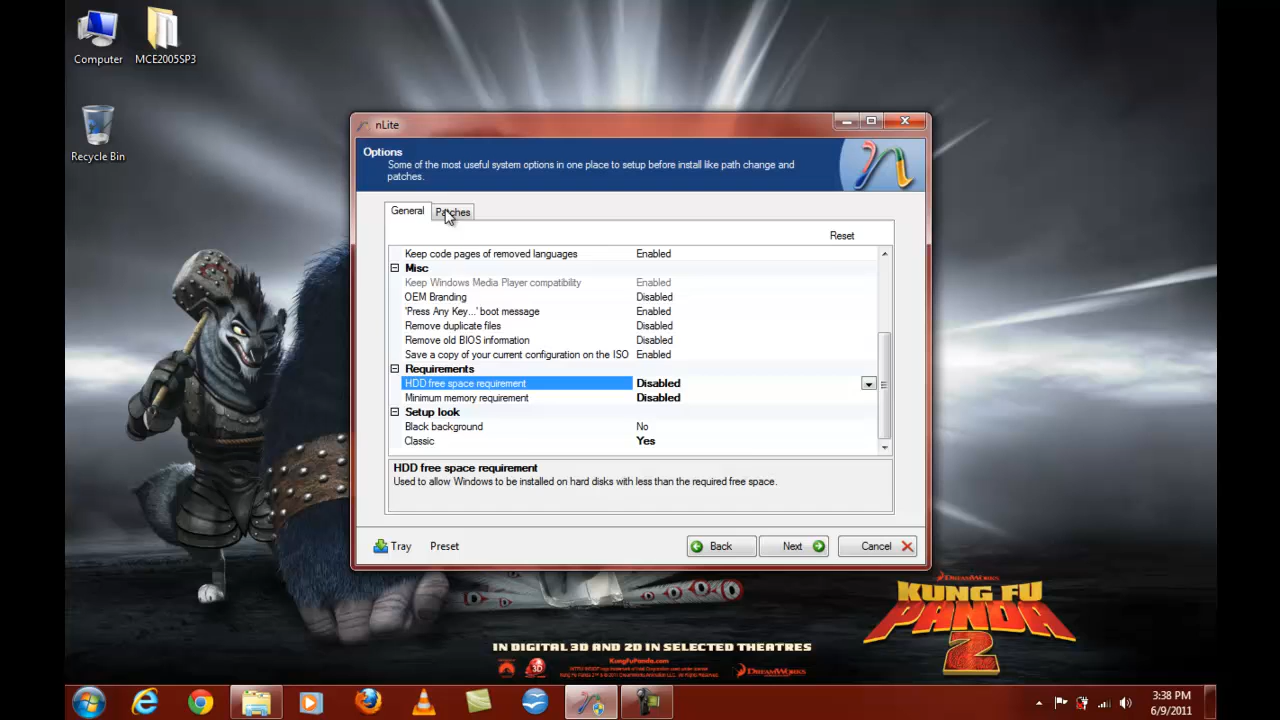 Computer
MCE2005SP3
Recycle Bin
nLite
Options
Some of the most useful system options in one place to setup before install like path change and
patches.
General
Patches
Reset
Keep code pages of removed languages Enabled
Misc
Keep Windows Media Player compatibility Enabled
OEM Branding Disabled
'Press Any Key...' boot message Enabled
Remove duplicate files Disabled
Remove old BIOS information Disabled
Save a copy of your current configuration on the ISO Enabled
Requirements
HDD free space requirement Disabled
Minimum memory requirement Disabled
Setup look
Black background No
Classic Yes
HDD free space requirement
Used to allow Windows to be installed on hard disks with less than the required free space.
Tray
Preset
Back
Next
Cancel
DREAMWORKS
KUNG FU
PANDA
2
IN DIGITAL 3D AND 2D IN SELECTED THEATRES
KungFuPanda.com
DREAMWORKS
3:38 PM
6/9/2011